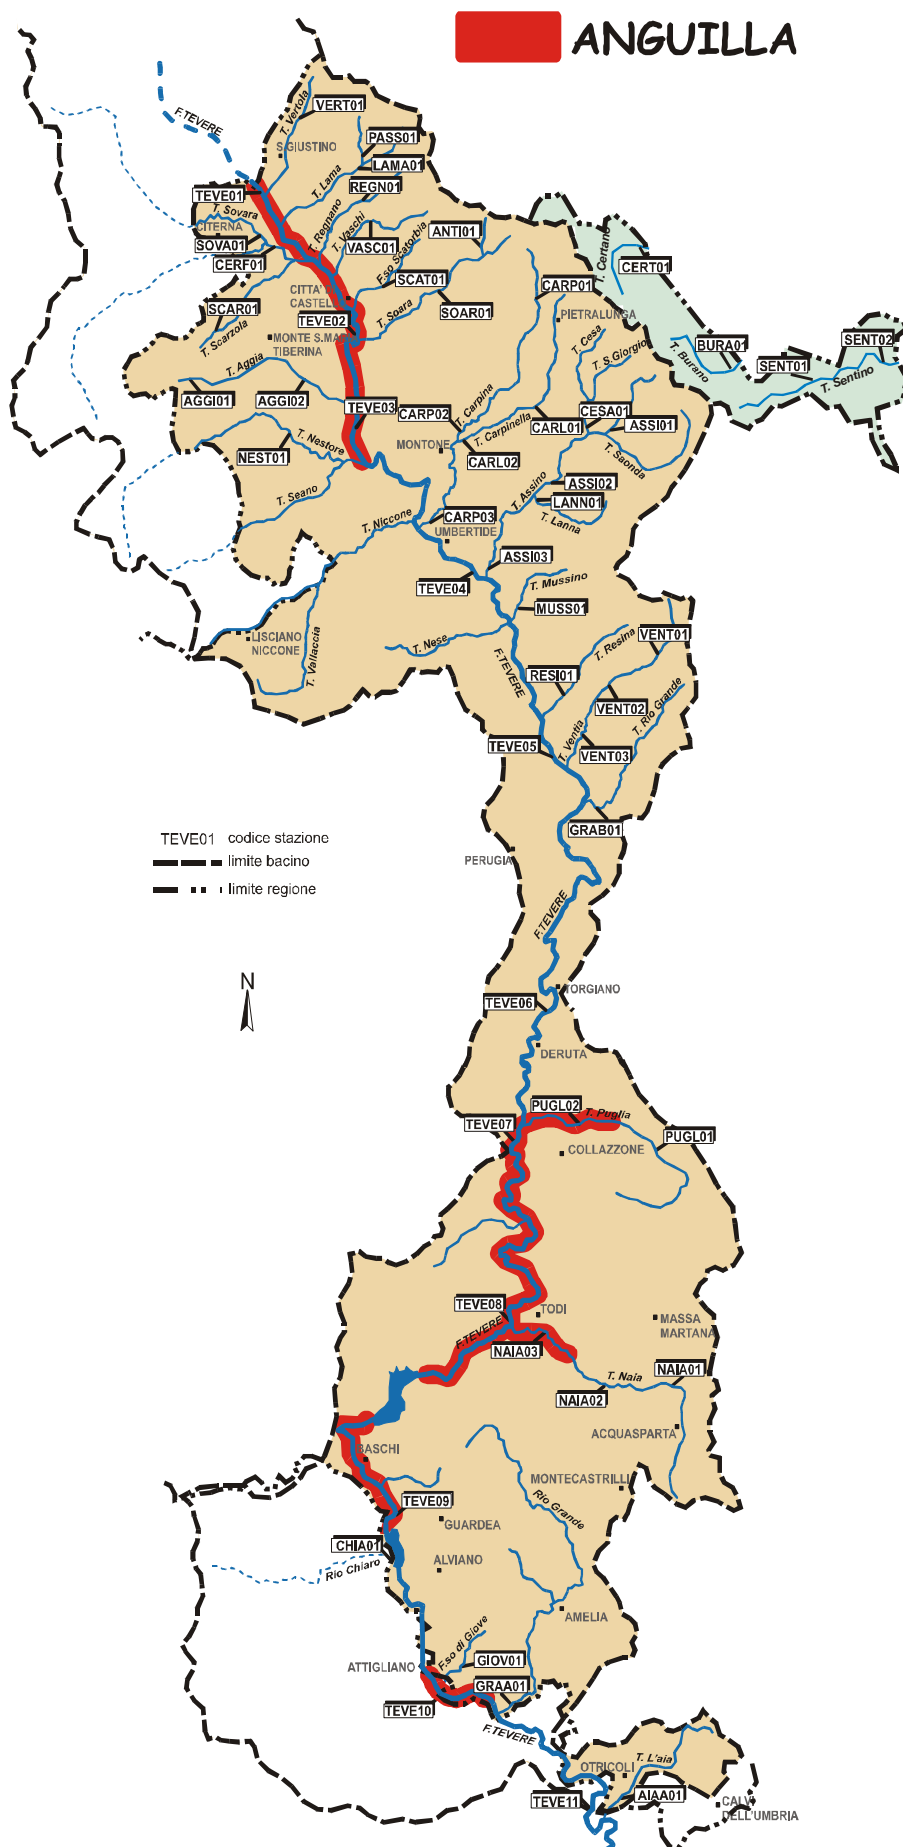 ANGUILLA
F.TEVERE
T. Vertola
VERT01
S.GIUSTINO
PASS01
LAMA01
T. Lama
REGN01
TEVE01
T. Sovara
CITERNA
SOVA01
CERF01
T. Regnano
T. Vaschi
VASC01
F.so Scatorbia
ANTI01
SCAT01
CARP01
T. Certano
CERT01
CITTA' DI
CASTELL
SCAR01
TEVE02
T. Soara
SOAR01
PIETRALUNGA
T. Scarzola
MONTE S.MARIA
TIBERINA
T. Cesa
T. S.Giorgio
T. Burano
BURA01
SENT01
SENT02
T. Sentino
T. Aggia
AGGI01
AGGI02
TEVE03
CARP02
T. Carpina
T. Carpinella
CARL01
CESA01
ASSI01
NEST01
T. Nestore
MONTONE
CARL02
T. Saonda
T. Seano
T. Assino
ASSI02
LANN01
T. Lanna
T. Niccone
CARP03
UMBERTIDE
ASSI03
TEVE04
T. Mussino
MUSS01
LISCIANO
NICCONE
T. Vallaccia
T. Nese
F.TEVERE
T. Resina
VENT01
RESI01
VENT02
T. Rio Grande
T. Ventia
TEVE05
VENT03
GRAB01
TEVE01 codice stazione
limite bacino
limite regione
PERUGIA
F.TEVERE
N
TORGIANO
TEVE06
DERUTA
PUGL02
T. Puglia
TEVE07
PUGL01
COLLAZZONE
TEVE08
TODI
F.TEVERE
MASSA
MARTANA
NAIA03
T. Naia
NAIA01
NAIA02
ACQUASPARTA
BASCHI
MONTECASTRILLI
TEVE09
Rio Grande
GUARDEA
CHIA01
Rio Chiaro
ALVIANO
AMELIA
F.so di Giove
ATTIGLIANO
GIOV01
GRAA01
TEVE10
F.TEVERE
OTRICOLI
T. L'aia
TEVE11
AIAA01
CALVI
DELL'UMBRIA